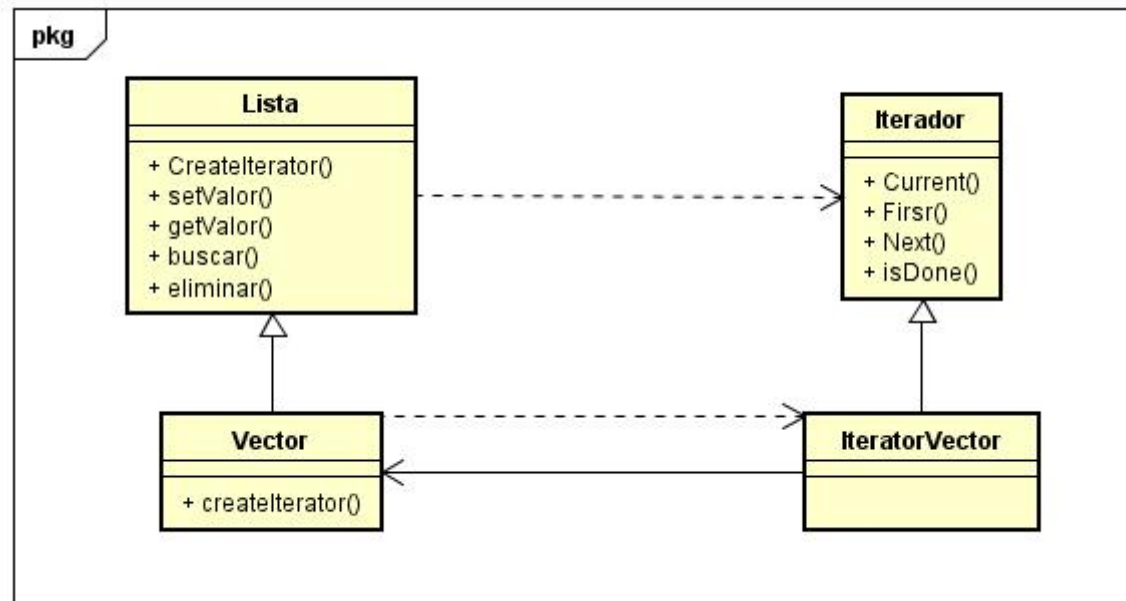 pkg
Lista
+ CreateIterator()
+ setValor()
+ getValor()
+ buscar()
+ eliminar()
Iterador
+ Current()
+ Firsr()
+ Next()
+ isDone()
Vector
+ createIterator()
IteratorVector